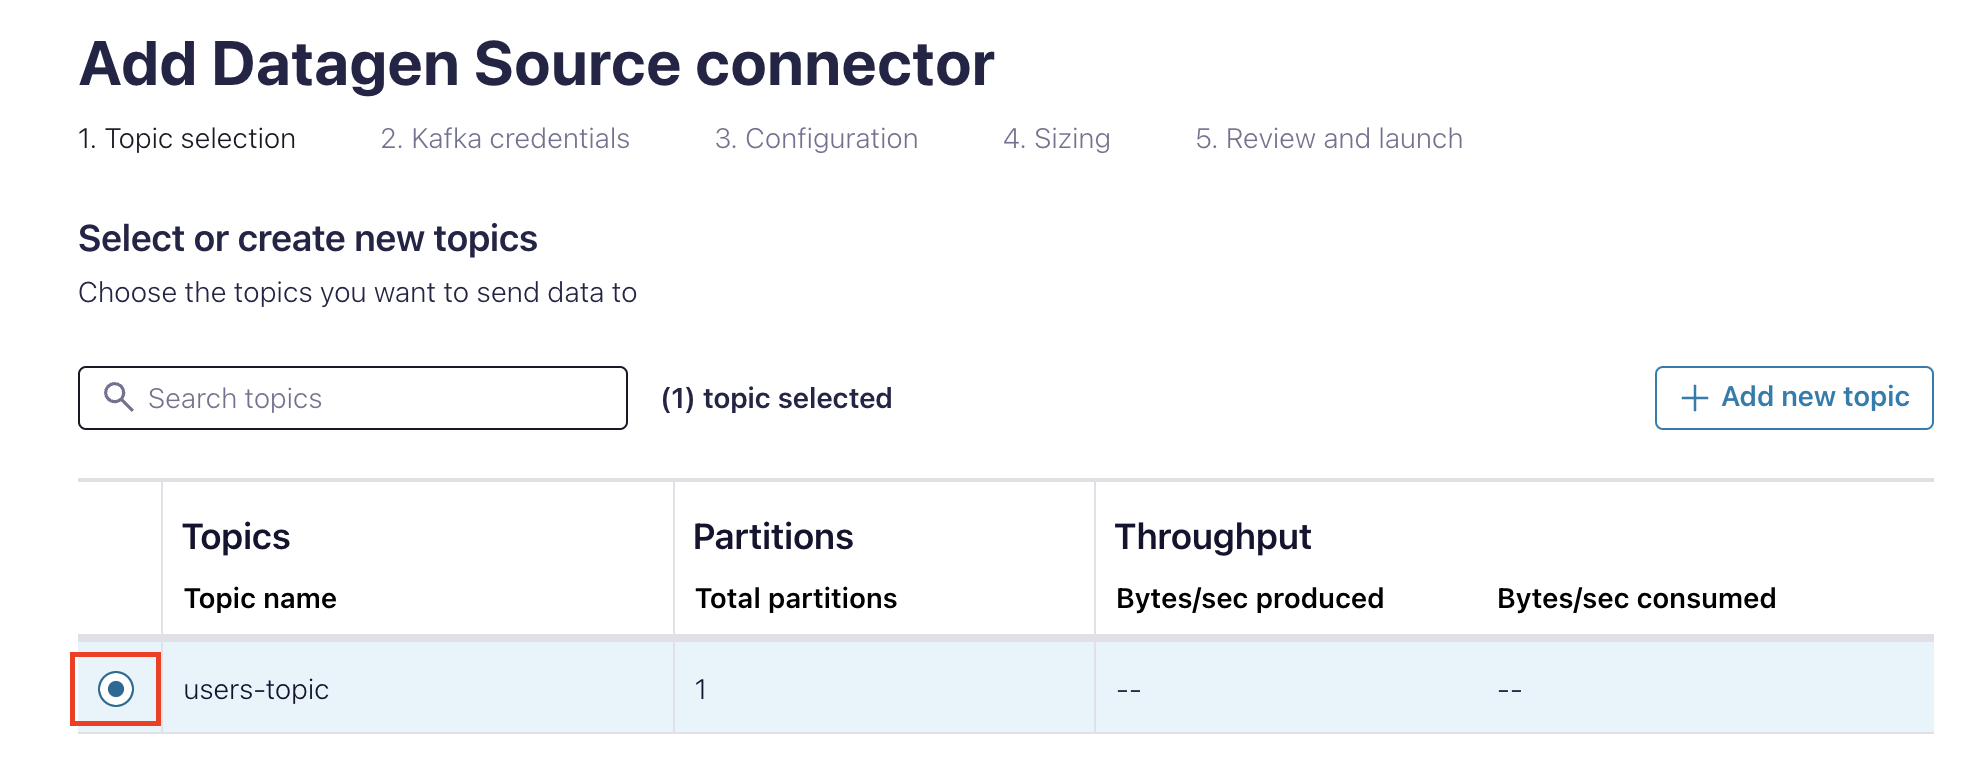 Add Datagen Source connector
1. Topic selection 2. Kafka credentials 3. Configuration 4. Sizing 5. Review and launch
Select or create new topics
Choose the topics you want to send data to
Search topics (1) topic selected + Add new topic
Topics Partitions Throughput
Topic name Total partitions Bytes/sec produced Bytes/sec consumed
users-topic 1 -- --